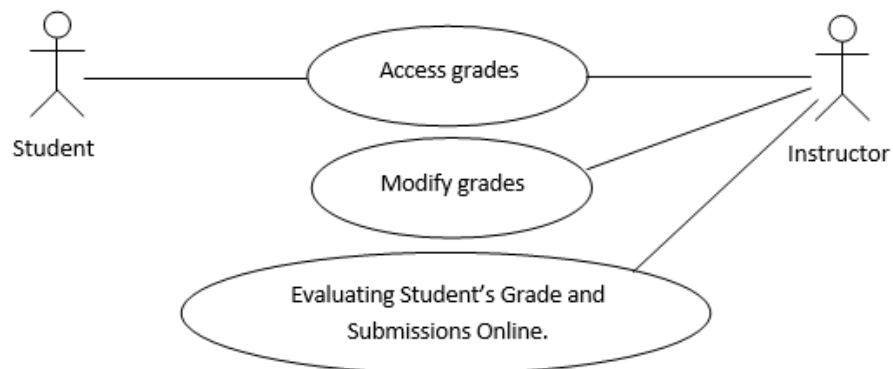 Access grades
Student
Instructor
Modify grades
Evaluating Student’s Grade and
Submissions Online.